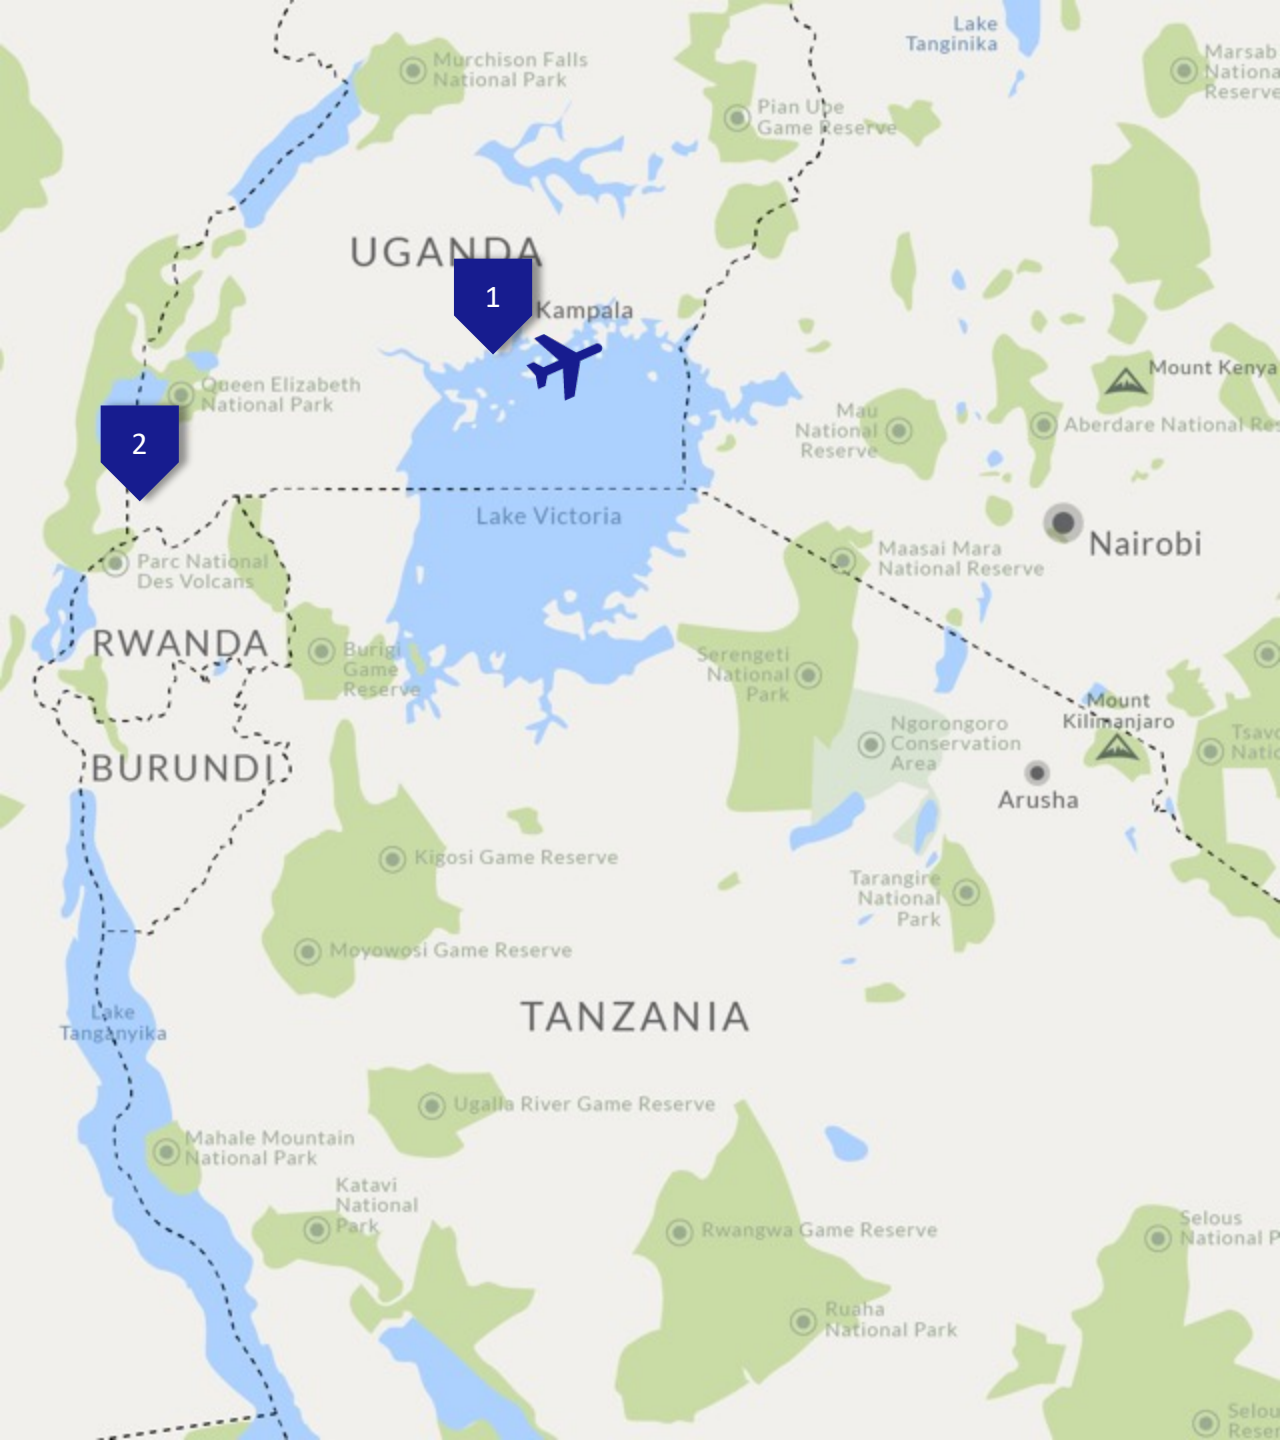 Lake
Tanginika
Murchison Falls
National Park
Marsab
Nationa
Reserve
Pian Upe
Game Reserve
UGANDA
1
Kampala
Mount Kenya
Queen Elizabeth
National Park
Mau
National
Reserve
Aberdare National Res
2
Lake Victoria
Nairobi
Parc National
Des Volcans
Maasai Mara
National Reserve
RWANDA
Burigi
Game
Reserve
Serengeti
National
Park
Mount
Kilimanjaro
Ngorongoro
Conservation
Area
Tsavo
Natio
BURUNDI
Arusha
Kigosi Game Reserve
Tarangire
National
Park
Moyowosi Game Reserve
Lake
Tanganyika
TANZANIA
Ugalla River Game Reserve
Mahale Mountain
National Park
Katavi
National
Park
Rwangwa Game Reserve
Selous
National P
Ruaha
National Park
Selou
Reser